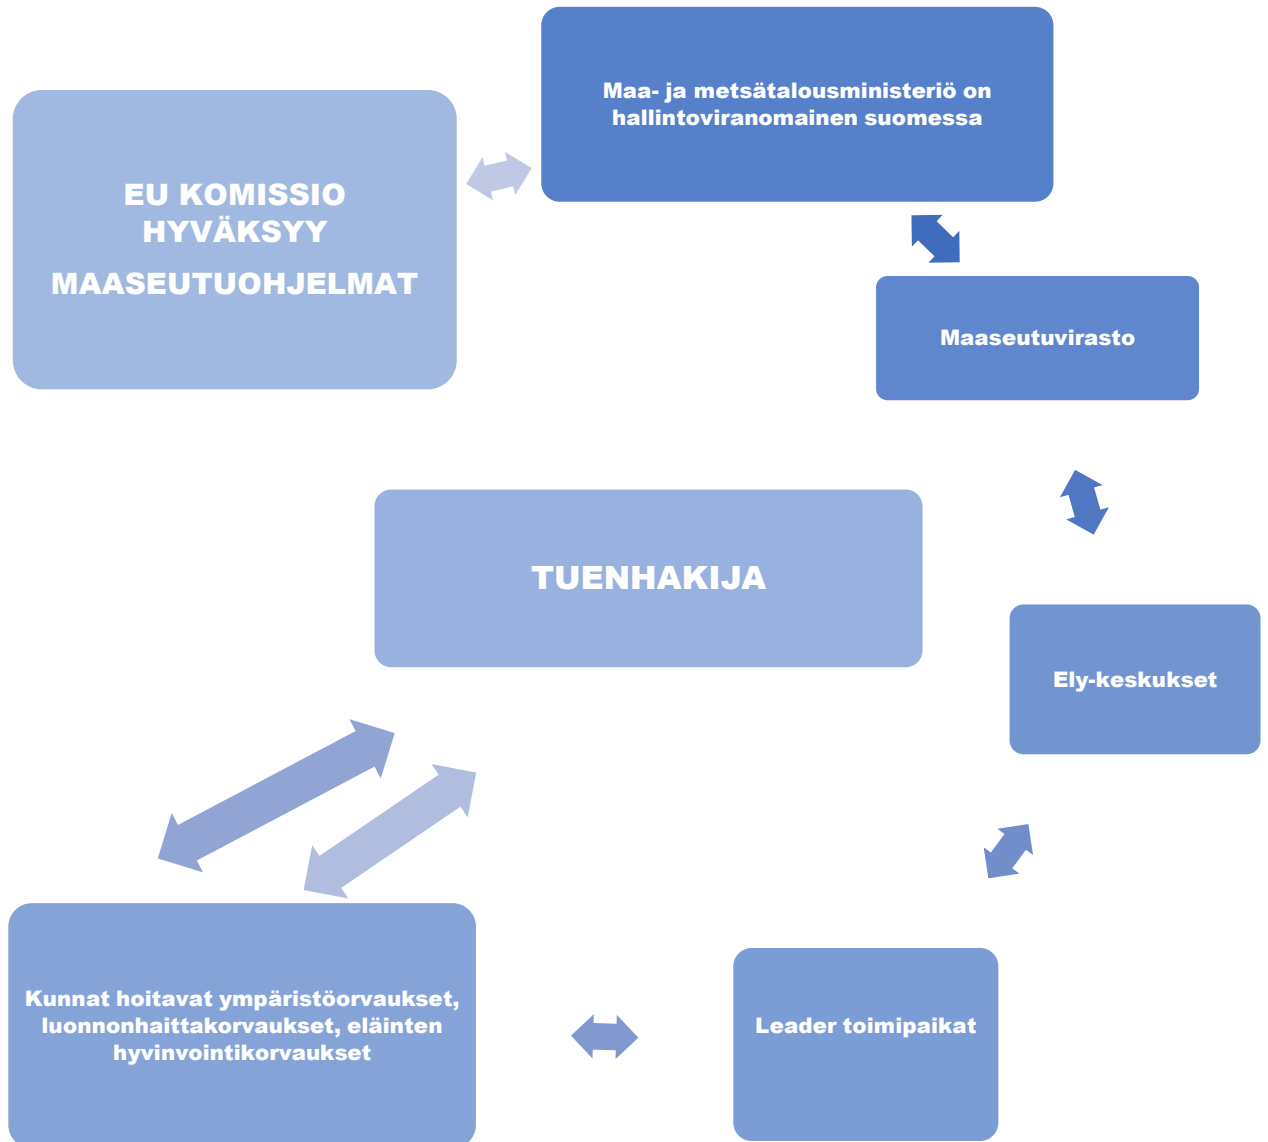 Maa- ja metsätalousministeriö on
hallintoviranomainen suomessa
EU KOMISSIO
HYVÄKSYY
MAASEUTUOHJELMAT
Maaseutuvirasto
TUENHAKIJA
Ely-keskukset
Kunnat hoitavat ympäristöorvaukset,
luonnonhaittakorvaukset, eläinten
hyvinvointikorvaukset
Leader toimipaikat